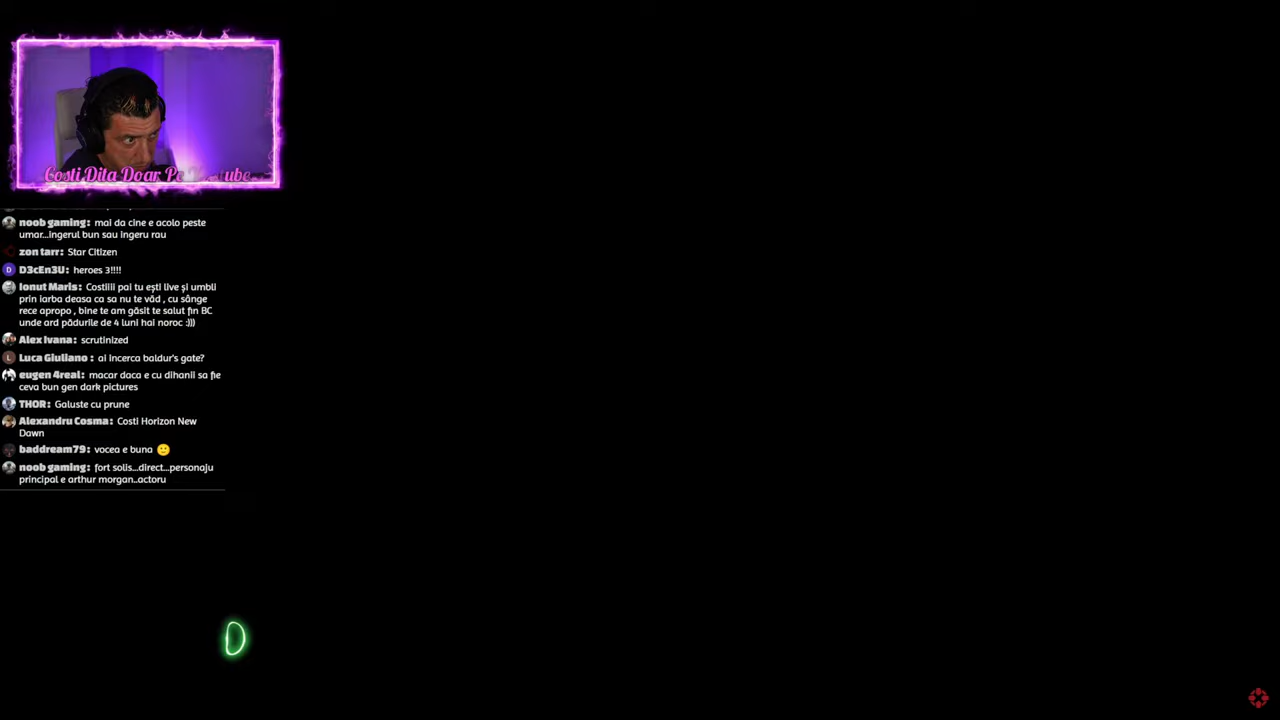 Costi Dita Doar Pe
noob gaming: mai da cine e acolo peste
umar...ingerul bun sau ingeru rau
zøn tarr: Star Citizen
D D3cEn3U: heroes 3!!!!
Ionut Maris: Costiiii pai tu ești live și umbli
prin iarba deasa ca sa nu te văd , cu sânge
rece apropo , bine te am găsit te salut fin BC
unde ard pădurile de 4 luni hai noroc :)))
Alex Ivana: scrutinized
L Luca Giuliano : ai incerca baldur's gate?
eugen 4real: macar daca e cu dihanii sa fie
ceva bun gen dark pictures
THOR: Galuste cu prune
Alexandru Cosma: Costi Horizon New
Dawn
baddream79: vocea e buna 🙂
noob gaming: fort solis...direct...personaju
principal e arthur morgan..actoru
D